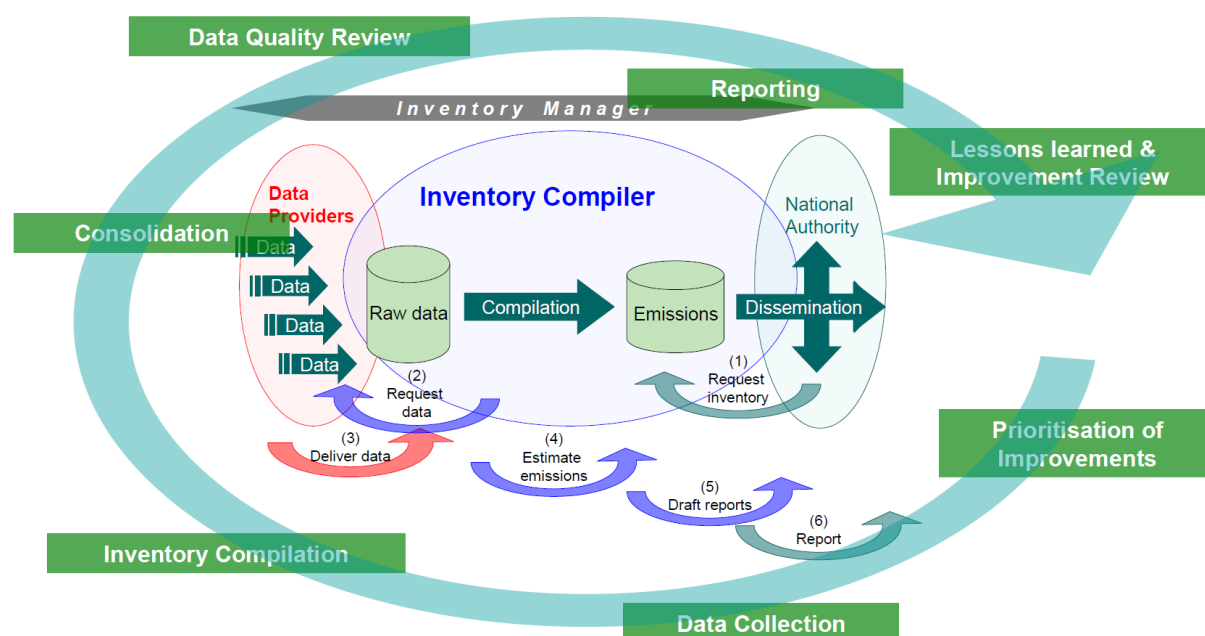 Data Quality Review
Reporting
Inventory Manager
Lessons learned &
Improvement Review
Data
Providers
Inventory Compiler
National
Authority
Consolidation
Data
Data
Data
Data
Raw data
Compilation
Emissions
Dissemination
(1)
Request
inventory
(2)
Request
data
(3)
Deliver data
(4)
Estimate
emissions
(5)
Draft reports
(6)
Report
Prioritisation of
Improvements
Inventory Compilation
Data Collection